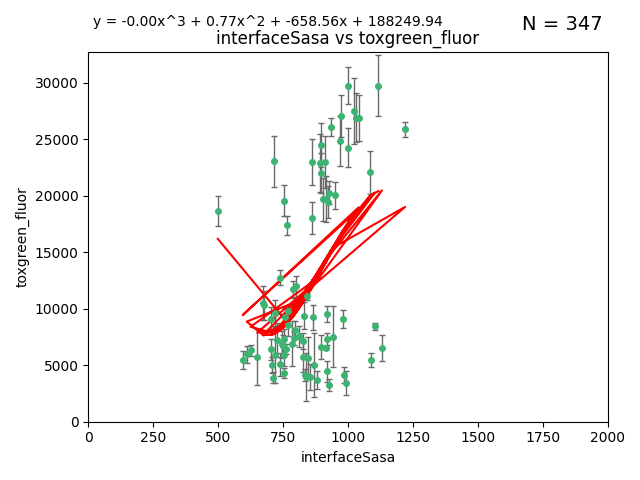 y = -0.00x^3 + 0.77x^2 + -658.56x + 188249.94
N = 347
interfaceSasa vs toxgreen_fluor
30000
25000
20000
15000
10000
5000
0
toxgreen_fluor
0 250 500 750 1000 1250 1500 1750 2000
interfaceSasa